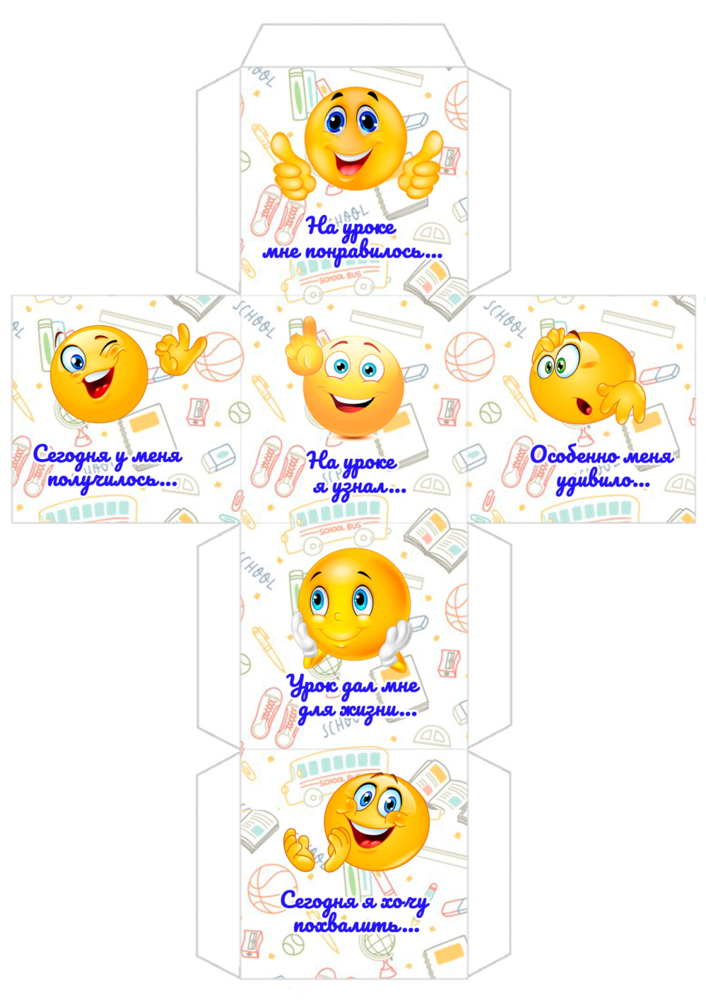 SCHOOL
На уроке
мне понравилось...
SCHOOL
SCHOOL BUS
SCHOOL
SCHOOL
Сегодня у меня
получилось...
На уроке
я узнал...
Особенно меня
удивило...
SCHOOL BUS
SCHOOL
Урок дал мне
для жизни...
SCHOOL
SCHOOL BUS
Сегодня я хочу
похвалить...